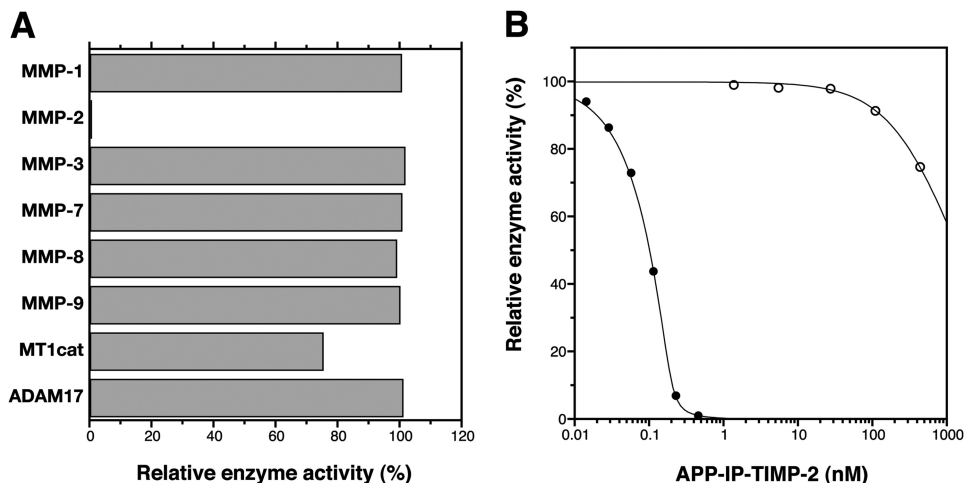 A
MMP-1
MMP-2
MMP-3
MMP-7
MMP-8
MMP-9
MT1cat
ADAM17
0 20 40 60 80 100 120
Relative enzyme activity (%)
B
Relative enzyme activity (%)
100
80
60
40
20
0
0.01 0.1 1 10 100 1000
APP-IP-TIMP-2 (nM)